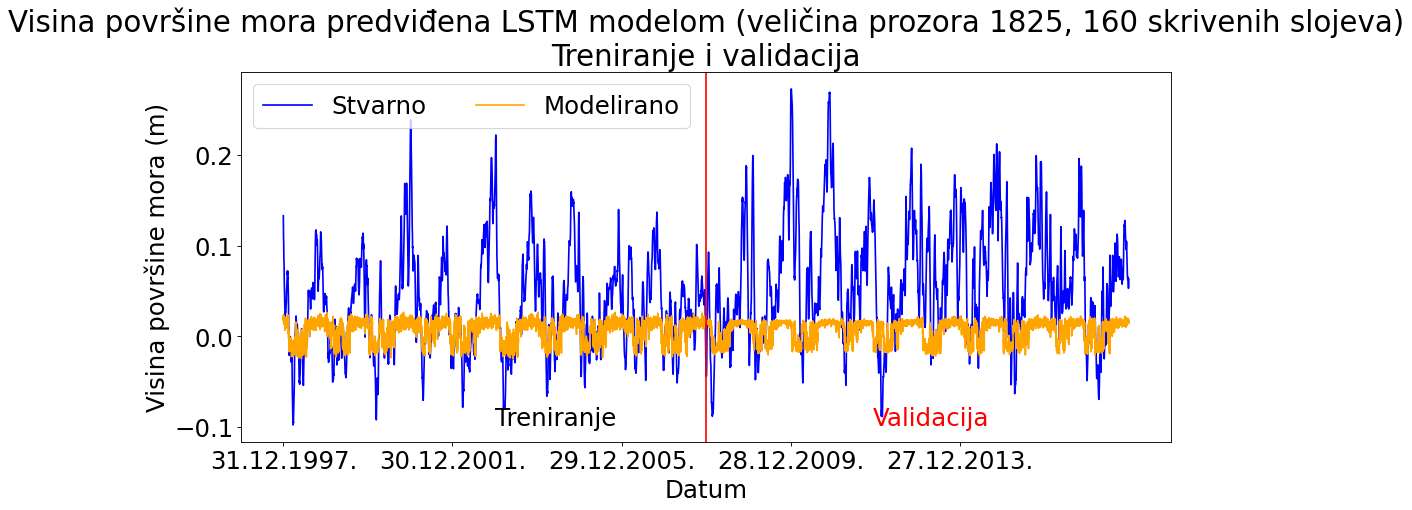 Visina površine mora predviđena LSTM modelom (veličina prozora 1825, 160 skrivenih slojeva)
Treniranje i validacija
Stvarno
Modelirano
Visina površine mora (m)
0.2
0.1
0.0
−0.1
Treniranje
Validacija
31.12.1997.
30.12.2001.
29.12.2005.
28.12.2009.
27.12.2013.
Datum